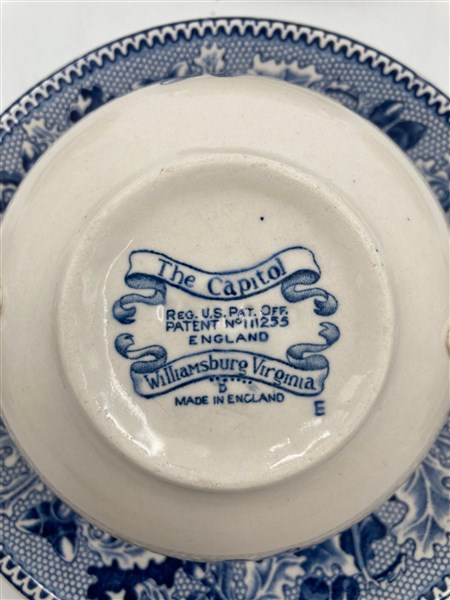 The Capitol
REG. U.S. PAT. OFF.
PATENT No 111255
ENGLAND
Williamsburg Virginia
B
MADE IN ENGLAND
E